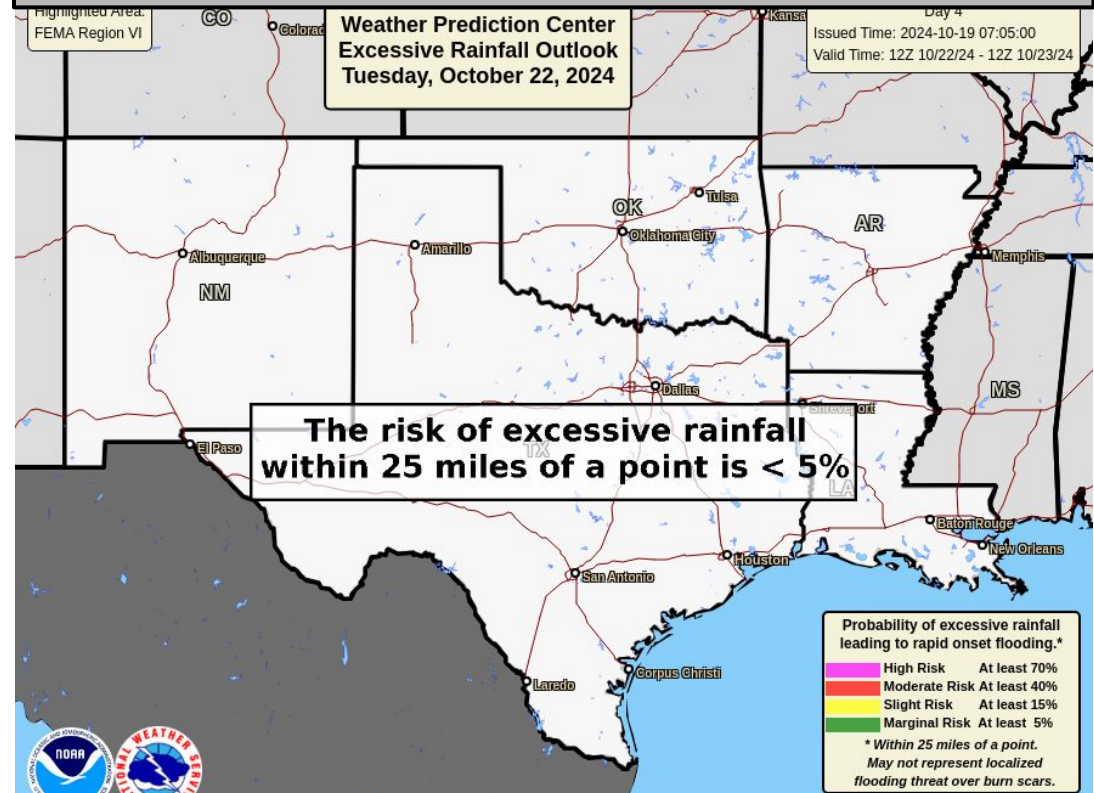 Highlighted Area:
FEMA Region VI
Weather Prediction Center
Excessive Rainfall Outlook
Tuesday, October 22, 2024
Day 4
Issued Time: 2024-10-19 07:05:00
Valid Time: 12Z 10/22/24 - 12Z 10/23/24
CO
Colorad
Kansa
Tulsa
OK
Oklahoma City
AR
Amarillo
Albuquerque
Memphis
NM
Dallas
MS
Shreveport
The risk of excessive rainfall
within 25 miles of a point is < 5%
El Paso
TX
LA
Baton Rouge
New Orleans
Houston
San Antonio
Corpus Christi
Laredo
Probability of excessive rainfall
leading to rapid onset flooding.*
High Risk At least 70%
Moderate Risk At least 40%
Slight Risk At least 15%
Marginal Risk At least 5%
* Within 25 miles of a point.
May not represent localized
flooding threat over burn scars.
NOAA
WEATHER